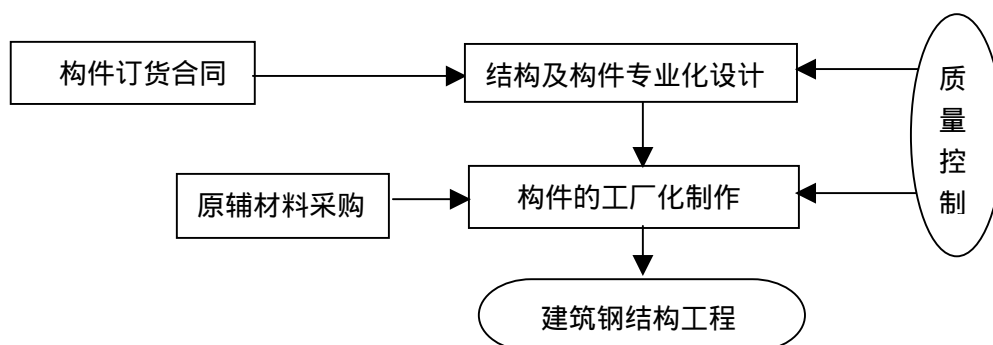 构件订货合同
结构及构件专业化设计
质量控制
原辅材料采购
构件的工厂化制作
建筑钢结构工程